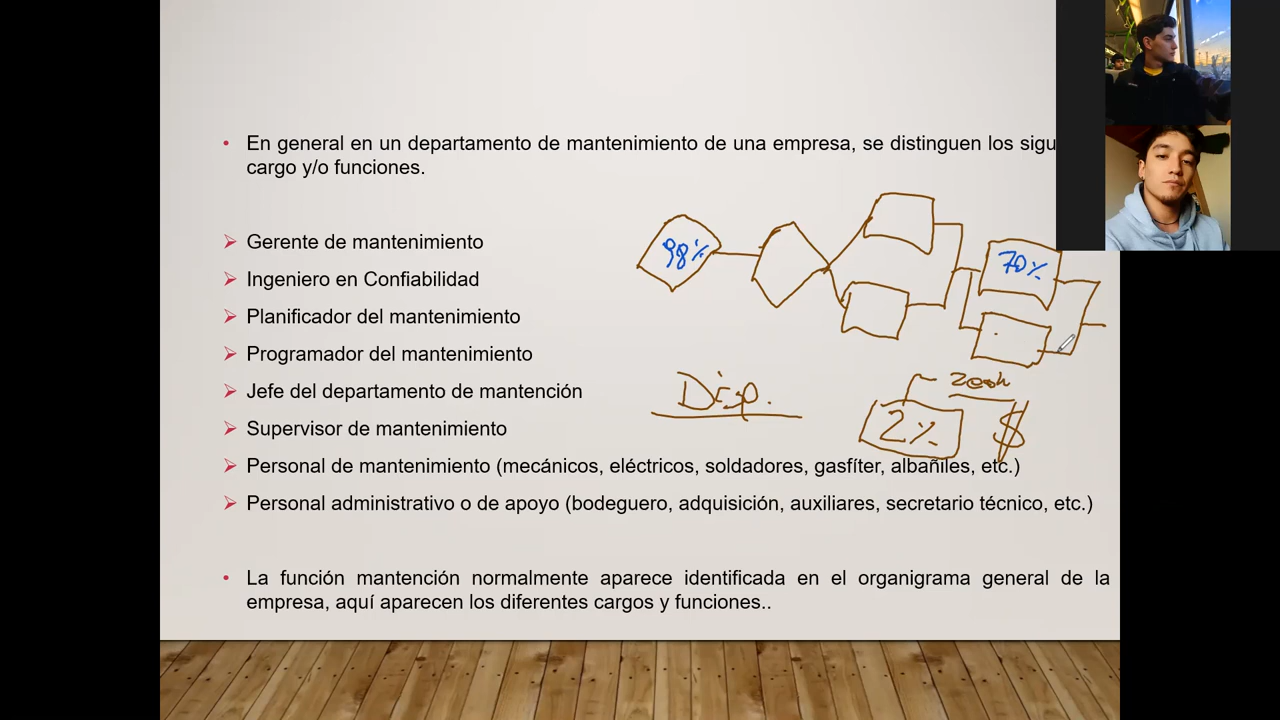 En general en un departamento de mantenimiento de una empresa, se distinguen los sigu
cargo y/o funciones.
Gerente de mantenimiento
Ingeniero en Confiabilidad
Planificador del mantenimiento
Programador del mantenimiento
Jefe del departamento de mantención
Supervisor de mantenimiento
Personal de mantenimiento (mecánicos, eléctricos, soldadores, gasfíter, albañiles, etc.)
Personal administrativo o de apoyo (bodeguero, adquisición, auxiliares, secretario técnico, etc.)
La función mantención normalmente aparece identificada en el organigrama general de la
empresa, aquí aparecen los diferentes cargos y funciones..
98%
70%
Disp.
2% $